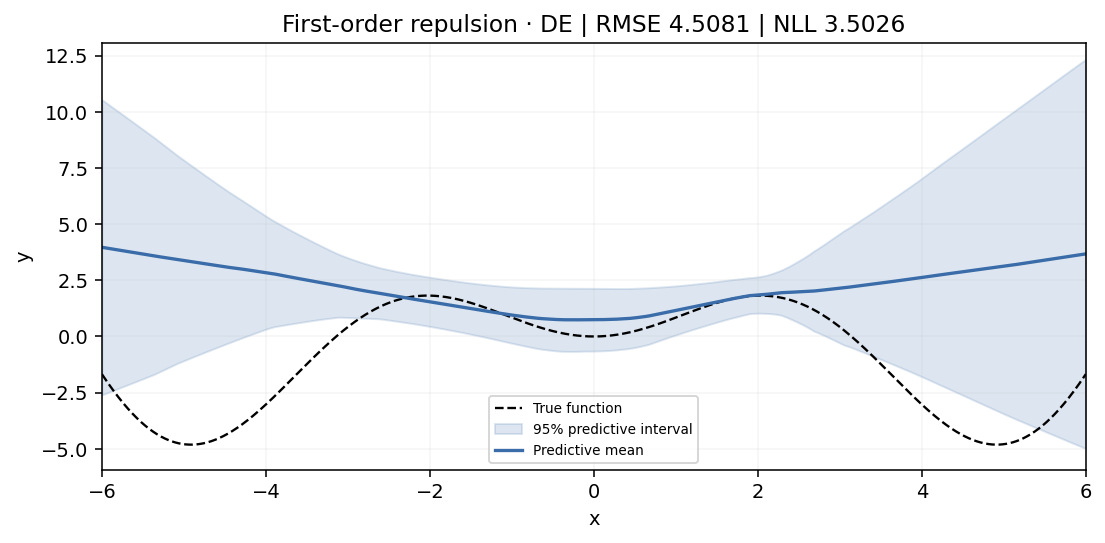 First-order repulsion · DE | RMSE 4.5081 | NLL 3.5026
12.5
10.0
7.5
5.0
2.5
0.0
−2.5
−5.0
y
True function
95% predictive interval
Predictive mean
−6 −4 −2 0 2 4 6
x